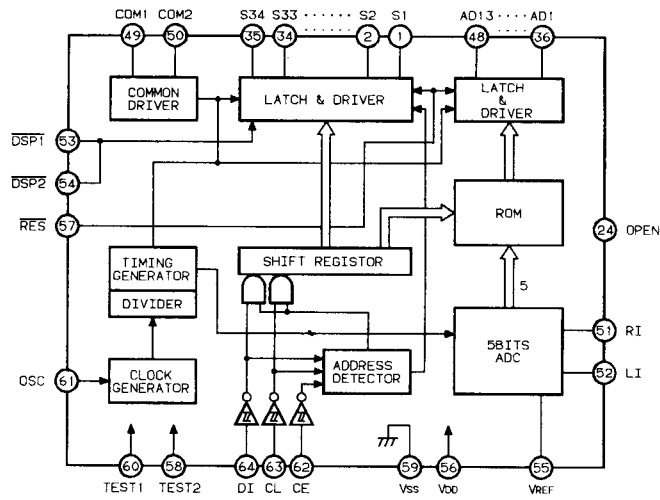 COM1 COM2 S34 S33 ······ S2 S1 AD13 ····· AD1
49 50 35 34 2 1 48 36
COMMON
DRIVER
LATCH & DRIVER
LATCH
&
DRIVER
53
DSP1
54
DSP2
57
RES
ROM
24
OPEN
TIMING
GENERATOR
DIVIDER
SHIFT REGISTOR
5
5BITS
ADC
51
RI
52
LI
OSC
61
CLOCK
GENERATOR
ADDRESS
DETECTOR
60 58 64 63 62 59 56 55
TEST1 TEST2 DI CL CE VSS VDD VREF